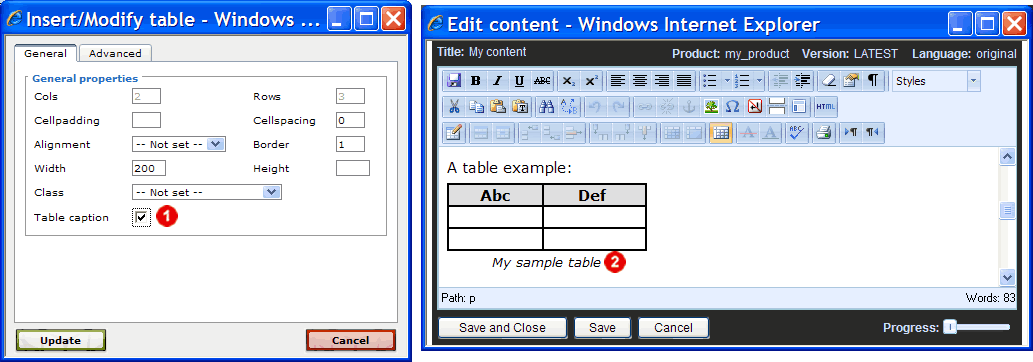 Insert/Modify table - Windows ...
General Advanced
General properties
Cols 2 Rows 3
Cellpadding Cellspacing 0
Alignment -- Not set -- Border 1
Width 200 Height
Class -- Not set --
Table caption 1
Update Cancel
Edit content - Windows Internet Explorer
Title: My content Product: my_product Version: LATEST Language: original
B I U ABC X₂ X² Styles
T Ω HTML
A A ABC
A table example:
Abc Def
My sample table 2
Path: p Words: 83
Save and Close Save Cancel Progress: